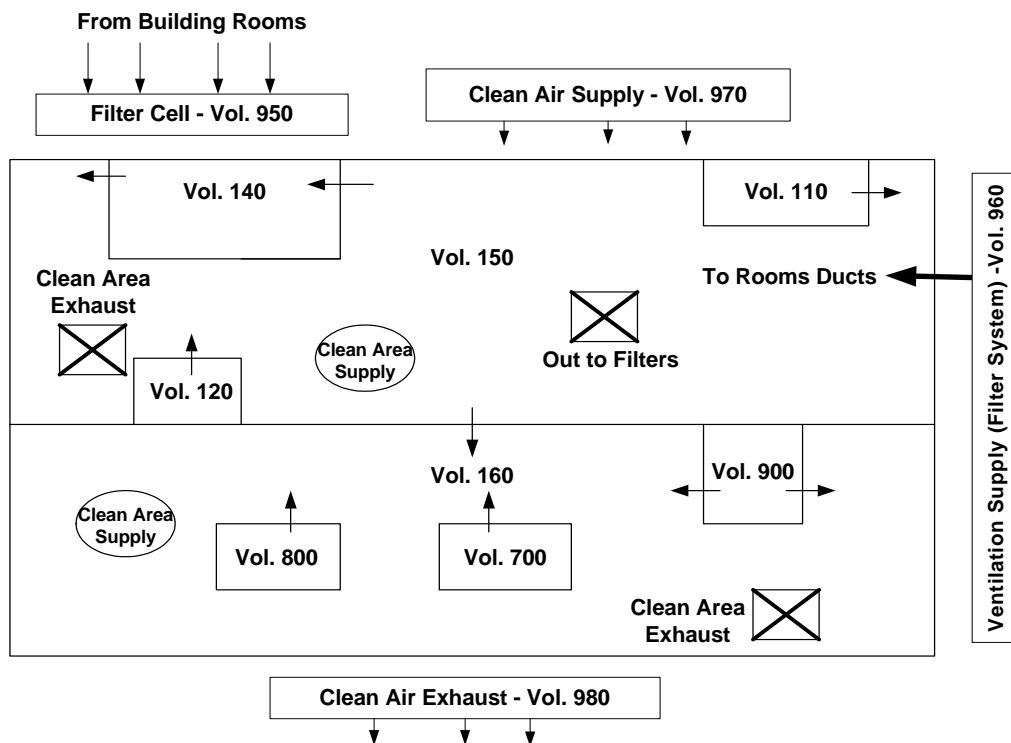 From Building Rooms
Filter Cell - Vol. 950
Clean Air Supply - Vol. 970
Vol. 140
Vol. 110
Vol. 150
Clean Area
Exhaust
To Rooms Ducts
Out to Filters
Clean Area
Supply
Vol. 120
Vol. 160
Vol. 900
Clean Area
Supply
Vol. 800
Vol. 700
Clean Area
Exhaust
Clean Air Exhaust - Vol. 980
Ventilation Supply (Filter System) -Vol. 960